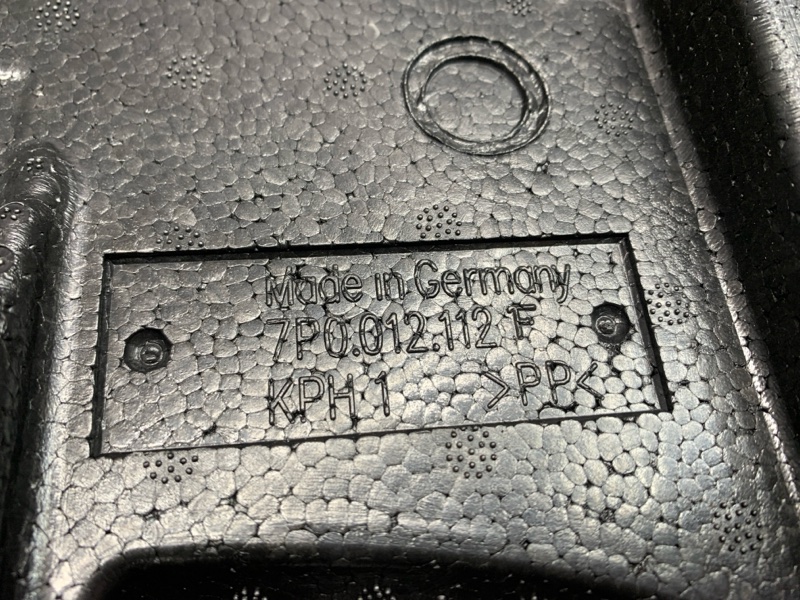 Made in Germany
7P0.012.112 F
KPH 1 >PP<